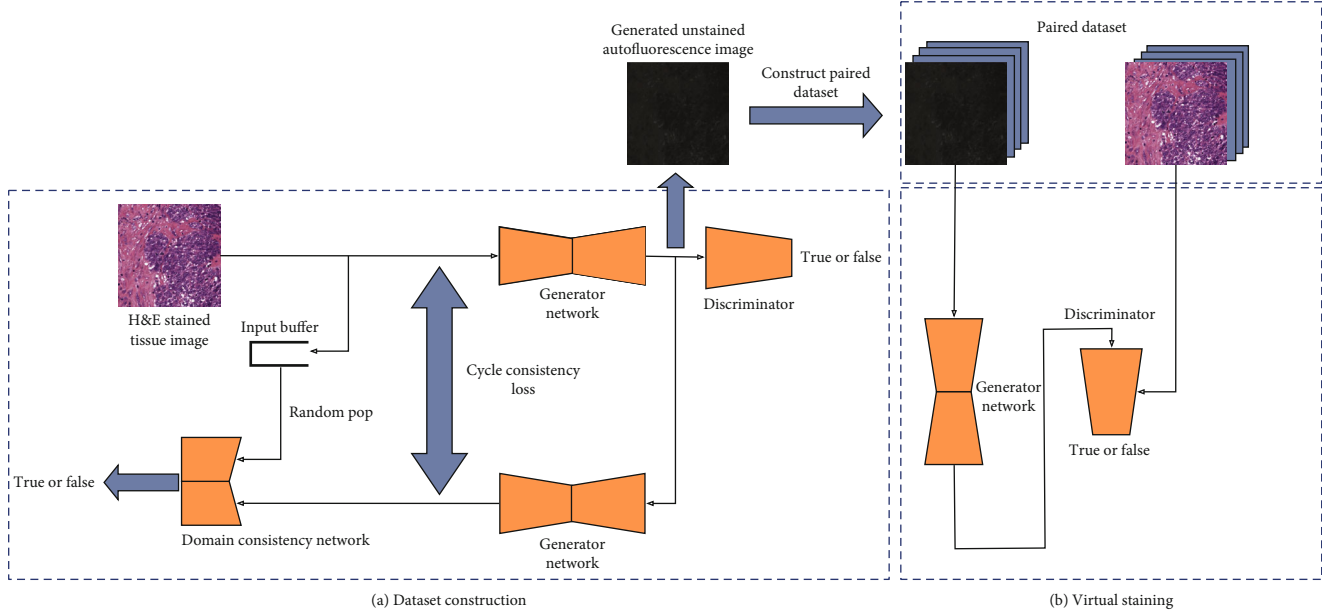 Generated unstained
autofluorescence image
Construct paired
dataset
Paired dataset
H&E stained
tissue image
Input buffer
Random pop
Cycle consistency
loss
Generator
network
Discriminator
True or false
True or false
Domain consistency network
Generator
network
Discriminator
Generator
network
True or false
(a) Dataset construction
(b) Virtual staining